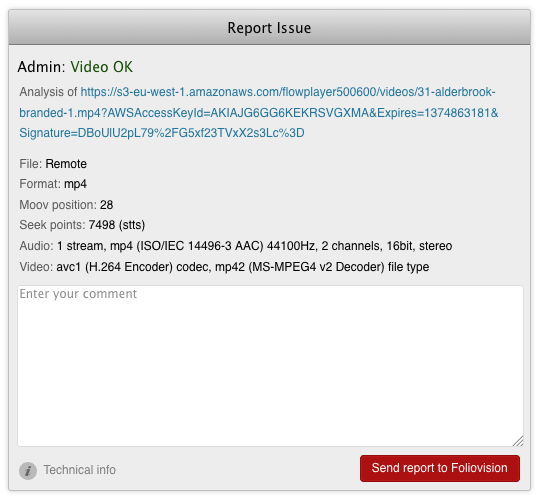 Report Issue
Admin: Video OK
Analysis of https://s3-eu-west-1.amazonaws.com/flowplayer500600/videos/31-alderbrook-
branded-1.mp4?AWSAccessKeyId=AKIAJG6GG6KEKRSVGXMA&Expires=1374863181&
Signature=DBoUlU2pL79%2FG5xf23TVxX2s3Lc%3D
File: Remote
Format: mp4
Moov position: 28
Seek points: 7498 (stts)
Audio: 1 stream, mp4 (ISO/IEC 14496-3 AAC) 44100Hz, 2 channels, 16bit, stereo
Video: avc1 (H.264 Encoder) codec, mp42 (MS-MPEG4 v2 Decoder) file type
Enter your comment
Technical info
Send report to Foliovision